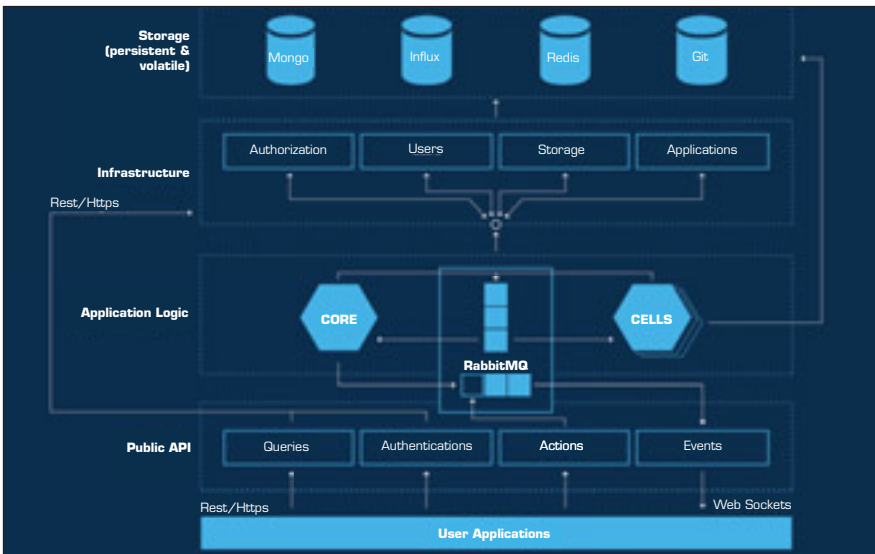 Storage
(persistent &
volatile)
Mongo
Influx
Redis
Git
Infrastructure
Authorization
Users
Storage
Applications
Rest/Https
Application Logic
CORE
RabbitMQ
CELLS
Public API
Queries
Authentications
Actions
Events
Rest/Https
Web Sockets
User Applications